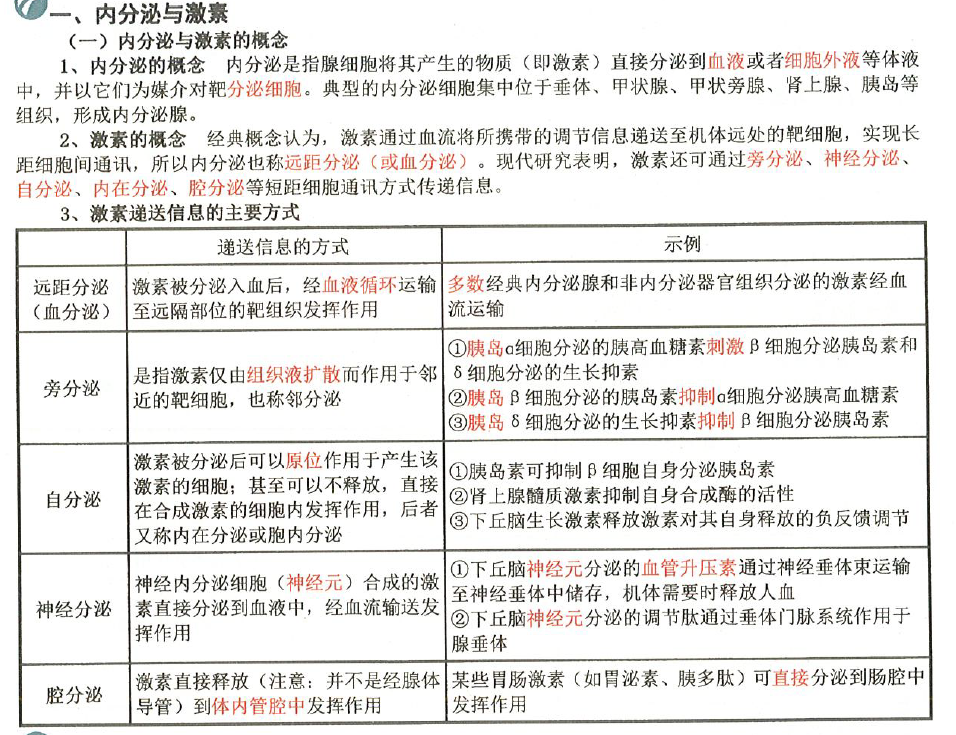 一、内分泌与激素
（一）内分泌与激素的概念
1、内分泌的概念 内分泌是指腺细胞将其产生的物质（即激素）直接分泌到血液或者细胞外液等体液
中，并以它们为媒介对靶分泌细胞。典型的内分泌细胞集中位于垂体、甲状腺、甲状旁腺、肾上腺、胰岛等
组织，形成内分泌腺。
2、激素的概念 经典概念认为，激素通过血流将所携带的调节信息递送至机体远处的靶细胞，实现长
距细胞间通讯，所以内分泌也称远距分泌（或血分泌）。现代研究表明，激素还可通过旁分泌、神经分泌、
自分泌、内在分泌、腔分泌等短距细胞通讯方式传递信息。
3、激素递送信息的主要方式
递送信息的方式 示例
远距分泌
（血分泌）
激素被分泌入血后，经血液循环运输
至远隔部位的靶组织发挥作用
多数经典内分泌腺和非内分泌器官组织分泌的激素经血
流运输
旁分泌
是指激素仅由组织液扩散而作用于邻
近的靶细胞，也称邻分泌
①胰岛α细胞分泌的胰高血糖素刺激β细胞分泌胰岛素和
δ细胞分泌的生长抑素
②胰岛β细胞分泌的胰岛素抑制α细胞分泌胰高血糖素
③胰岛δ细胞分泌的生长抑素抑制β细胞分泌胰岛素
自分泌
激素被分泌后可以原位作用于产生该
激素的细胞；甚至可以不释放，直接
在合成激素的细胞内发挥作用，后者
又称内在分泌或胞内分泌
①胰岛素可抑制β细胞自身分泌胰岛素
②肾上腺髓质激素抑制自身合成酶的活性
③下丘脑生长激素释放激素对其自身释放的负反馈调节
神经分泌
神经内分泌细胞（神经元）合成的激
素直接分泌到血液中，经血流输送发
挥作用
①下丘脑神经元分泌的血管升压素通过神经垂体束运输
至神经垂体中储存，机体需要时释放人血
②下丘脑神经元分泌的调节肽通过垂体门脉系统作用于
腺垂体
腔分泌
激素直接释放（注意：并不是经腺体
导管）到体内管腔中发挥作用
某些胃肠激素（如胃泌素、胰多肽）可直接分泌到肠腔中
发挥作用